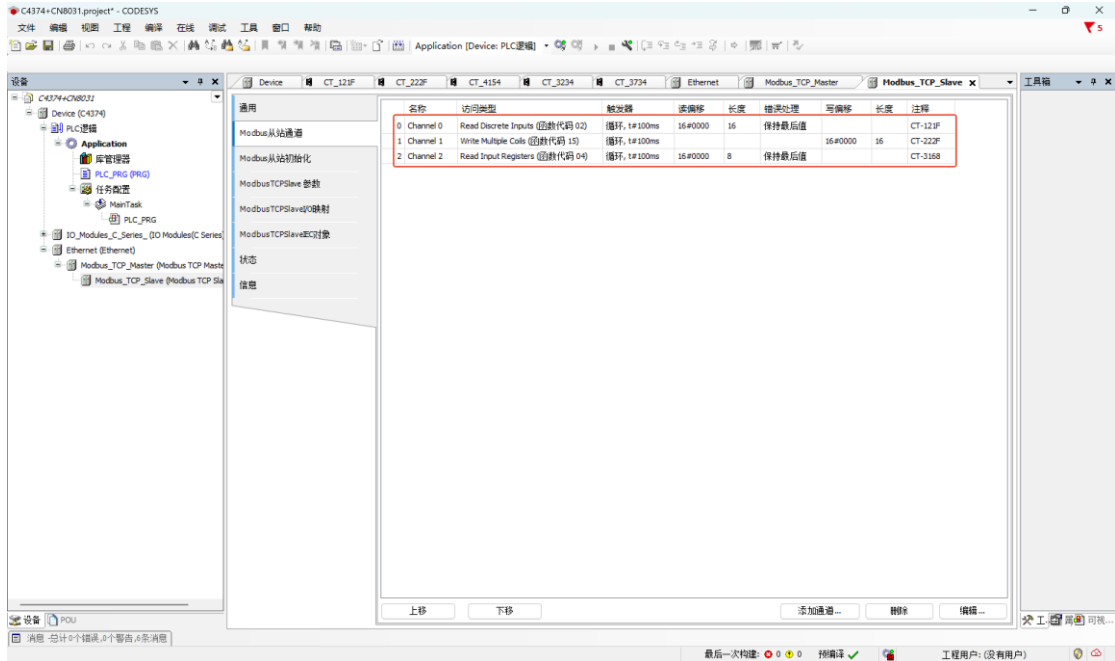 C4374+CN8031.project* - CODESYS
文件 编辑 视图 工程 编译 在线 调试 工具 窗口 帮助
5
Application [Device: PLC逻辑]
设备
C4374+CN8031
Device (C4374)
PLC逻辑
Application
库管理器
PLC_PRG (PRG)
任务配置
MainTask
PLC_PRG
IO_Modules_C_Series_ (IO Modules(C Series
Ethernet (Ethernet)
Modbus_TCP_Master (Modbus TCP Maste
Modbus_TCP_Slave (Modbus TCP Sla
设备 POU
Device CT_121F CT_222F CT_4154 CT_3234 CT_3734 Ethernet Modbus_TCP_Master Modbus_TCP_Slave
通用
Modbus从站通道
Modbus从站初始化
ModbusTCPSlave 参数
ModbusTCPSlaveI/O映射
ModbusTCPSlaveIEC对象
状态
信息
名称 访问类型 触发器 读偏移 长度 错误处理 写偏移 长度 注释
0 Channel 0 Read Discrete Inputs (函数代码 02) 循环, t#100ms 16#0000 16 保持最后值 CT-121F
1 Channel 1 Write Multiple Coils (函数代码 15) 循环, t#100ms 16#0000 16 CT-222F
2 Channel 2 Read Input Registers (函数代码 04) 循环, t#100ms 16#0000 8 保持最后值 CT-3168
上移 下移 添加通道... 删除 编辑...
工具箱
工. 属 可视...
消息 -总计0个错误,0个警告,6条消息
最后一次构建: 0 0 预编译 工程用户: (没有用户)